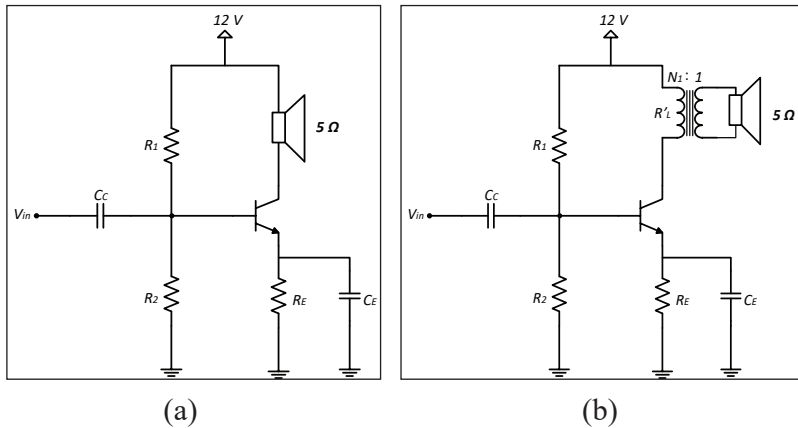 12 V
5 Ω
R1
CC
Vin
R2
RE
CE
(a)
12 V
N1: 1
R'L
5 Ω
R1
CC
Vin
R2
RE
CE
(b)